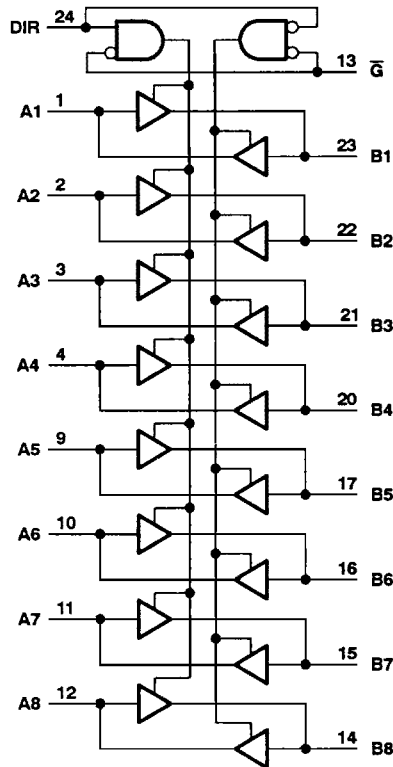 DIR 24
13 G̅
A1 1
23 B1
A2 2
22 B2
A3 3
21 B3
A4 4
20 B4
A5 9
17 B5
A6 10
16 B6
A7 11
15 B7
A8 12
14 B8